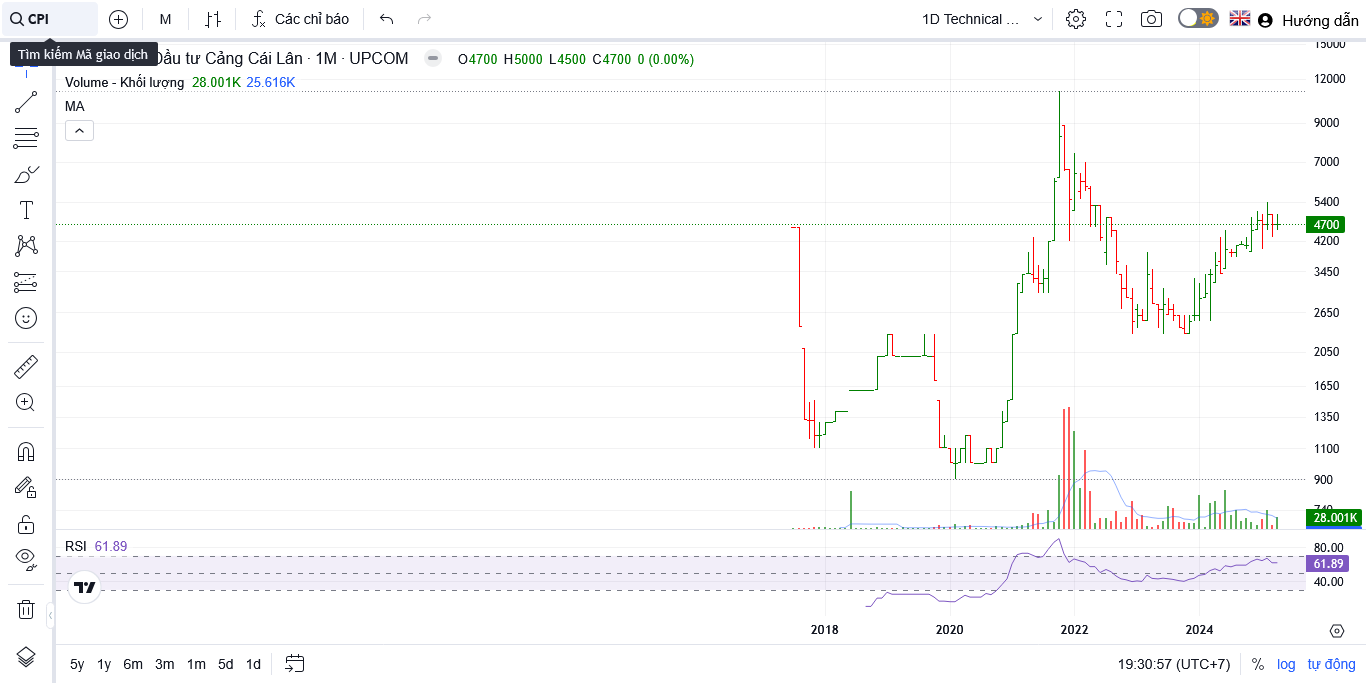 CPI
M
Các chỉ báo
1D Technical ...
Hướng dẫn
Tìm kiếm Mã giao dịch
Đầu tư Cảng Cái Lân · 1M · UPCOM
O4700 H5000 L4500 C4700 0 (0.00%)
Volume - Khối lượng 28.001K 25.616K
MA
15000
12000
9000
7000
5400
4700
4200
3450
2650
2050
1650
1350
1100
900
740
28.001K
RSI 61.89
80.00
61.89
40.00
2018
2020
2022
2024
5y 1y 6m 3m 1m 5d 1d
19:30:57 (UTC+7)
%
log
tự động